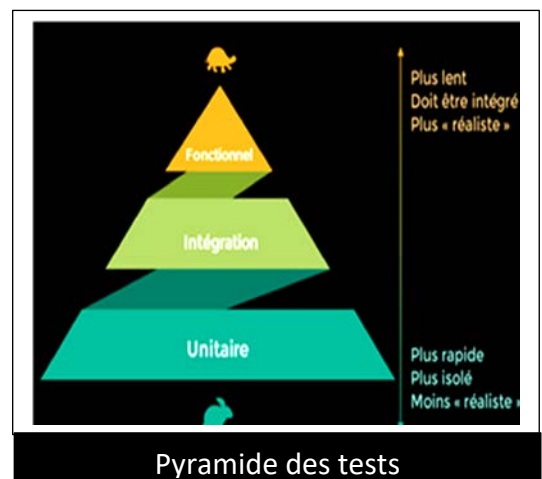 Plus lent
Doit être intégré
Plus « réaliste »
Fonctionnel
Intégration
Unitaire
Plus rapide
Plus isolé
Moins « réaliste »
Pyramide des tests